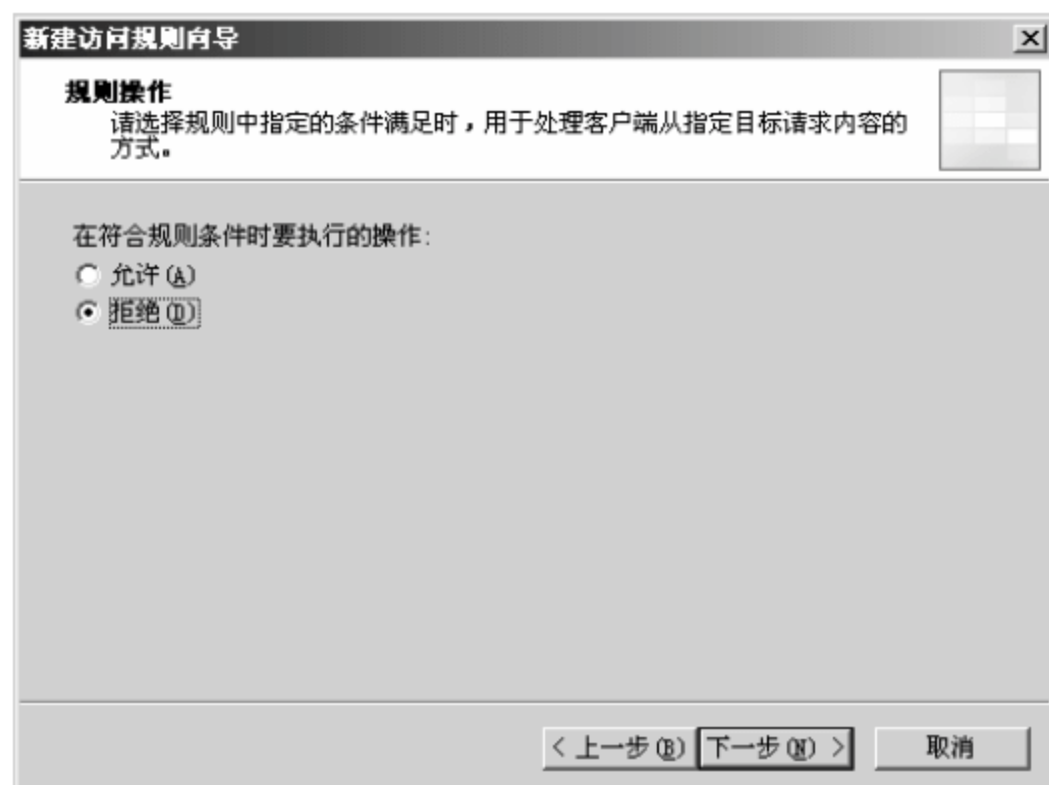 新建访问规则向导
规则操作
请选择规则中指定的条件满足时，用于处理客户端从指定目标请求内容的
方式。
在符合规则条件时要执行的操作:
允许(A)
拒绝(D)
< 上一步(B) 下一步(N) > 取消